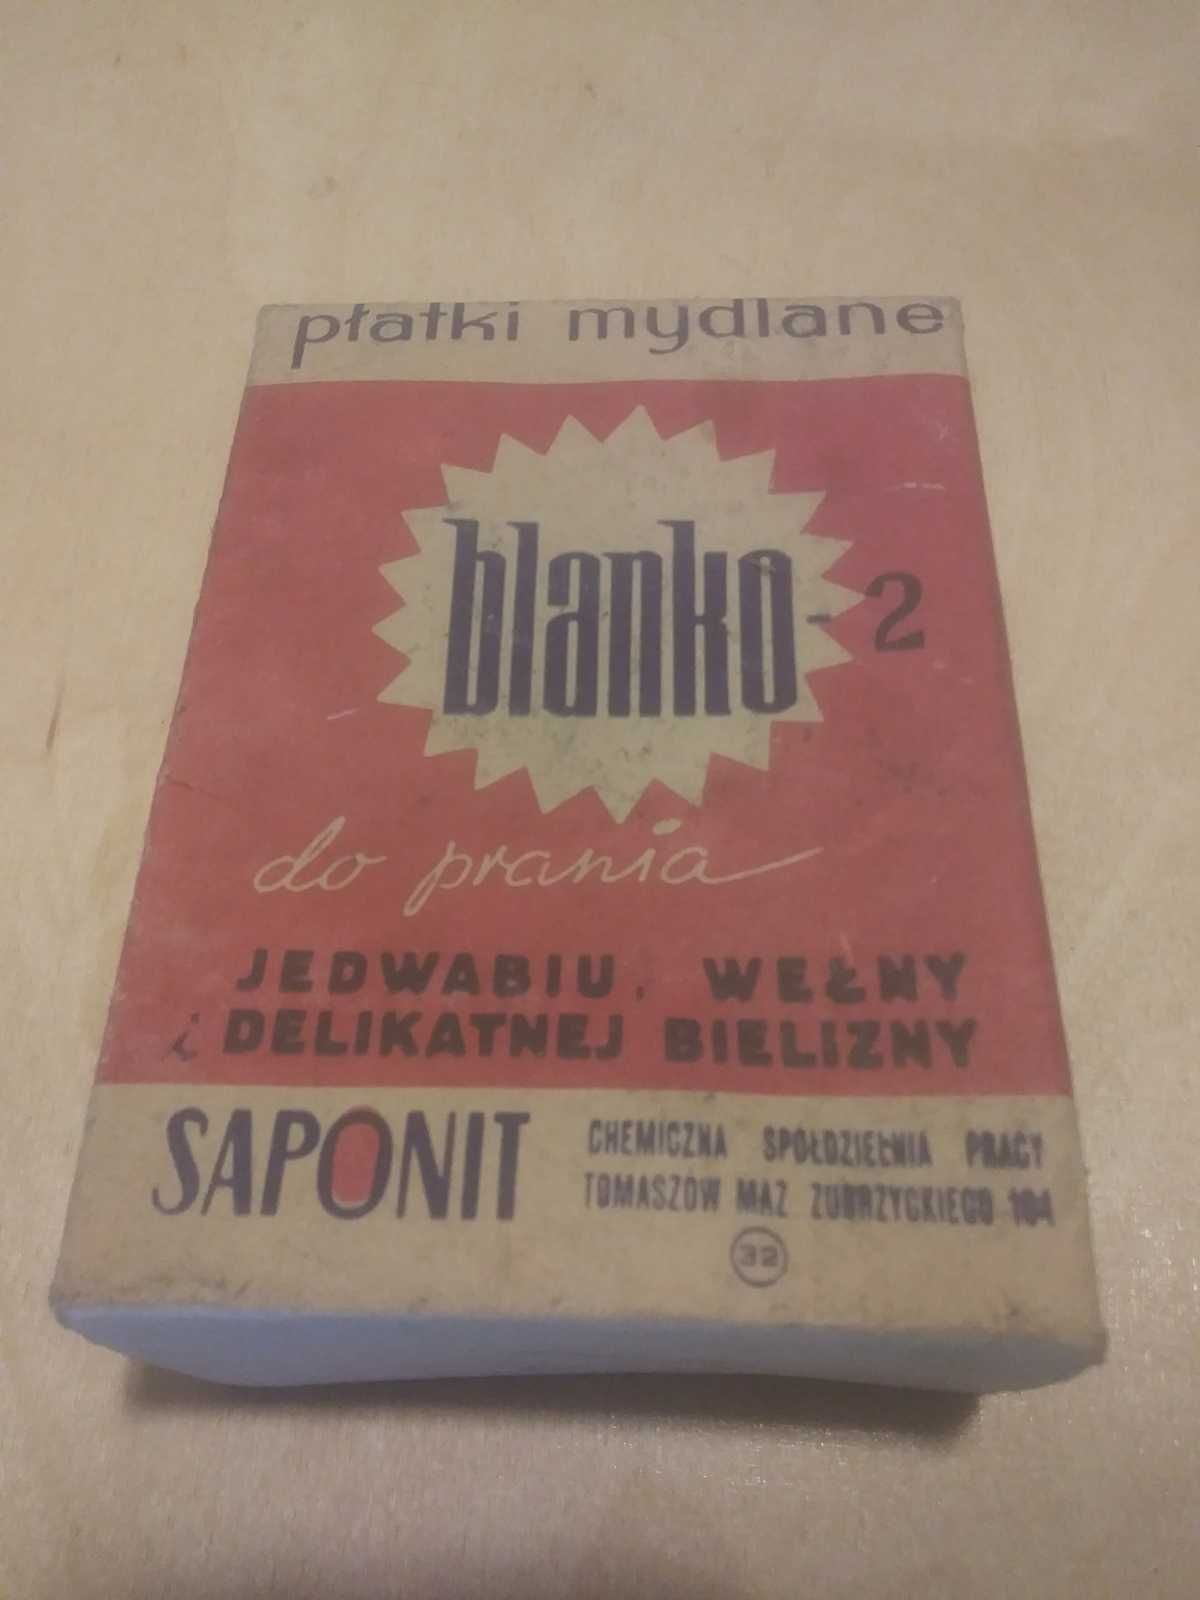 płatki mydlane
blanko - 2
do prania
JEDWABIU, WEŁNY
i DELIKATNEJ BIELIZNY
SAPONIT
CHEMICZNA SPÓŁDZIELNIA PRACY
TOMASZÓW MAZ ZUBRZYCKIEGO 104
32